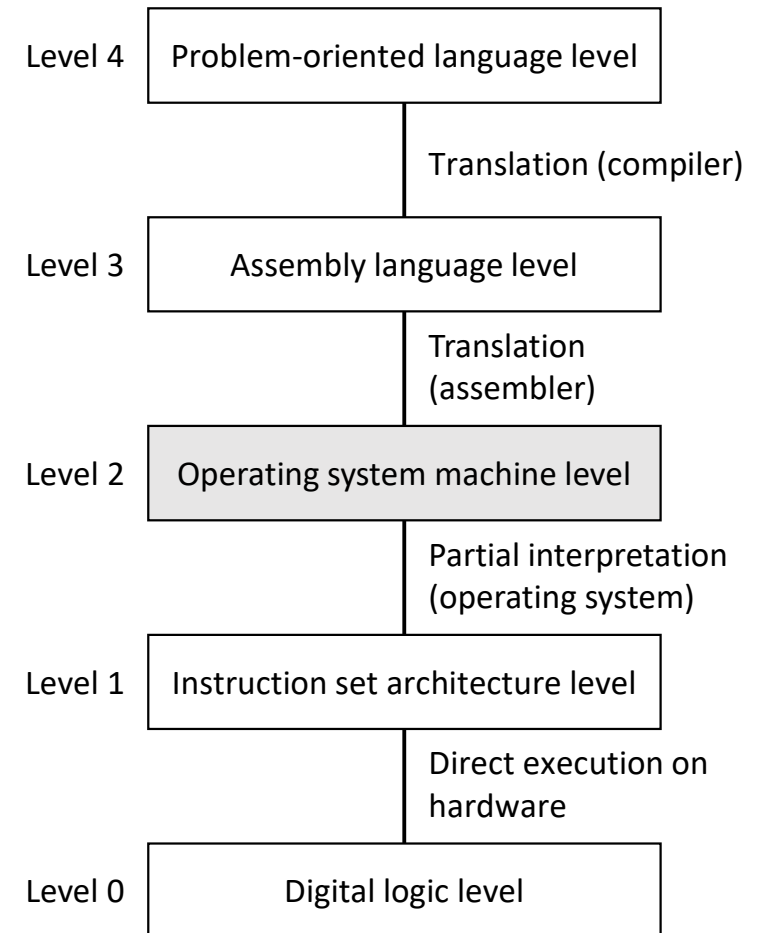 Level 4 Problem-oriented language level
Translation (compiler)
Level 3 Assembly language level
Translation
(assembler)
Level 2 Operating system machine level
Partial interpretation
(operating system)
Level 1 Instruction set architecture level
Direct execution on
hardware
Level 0 Digital logic level